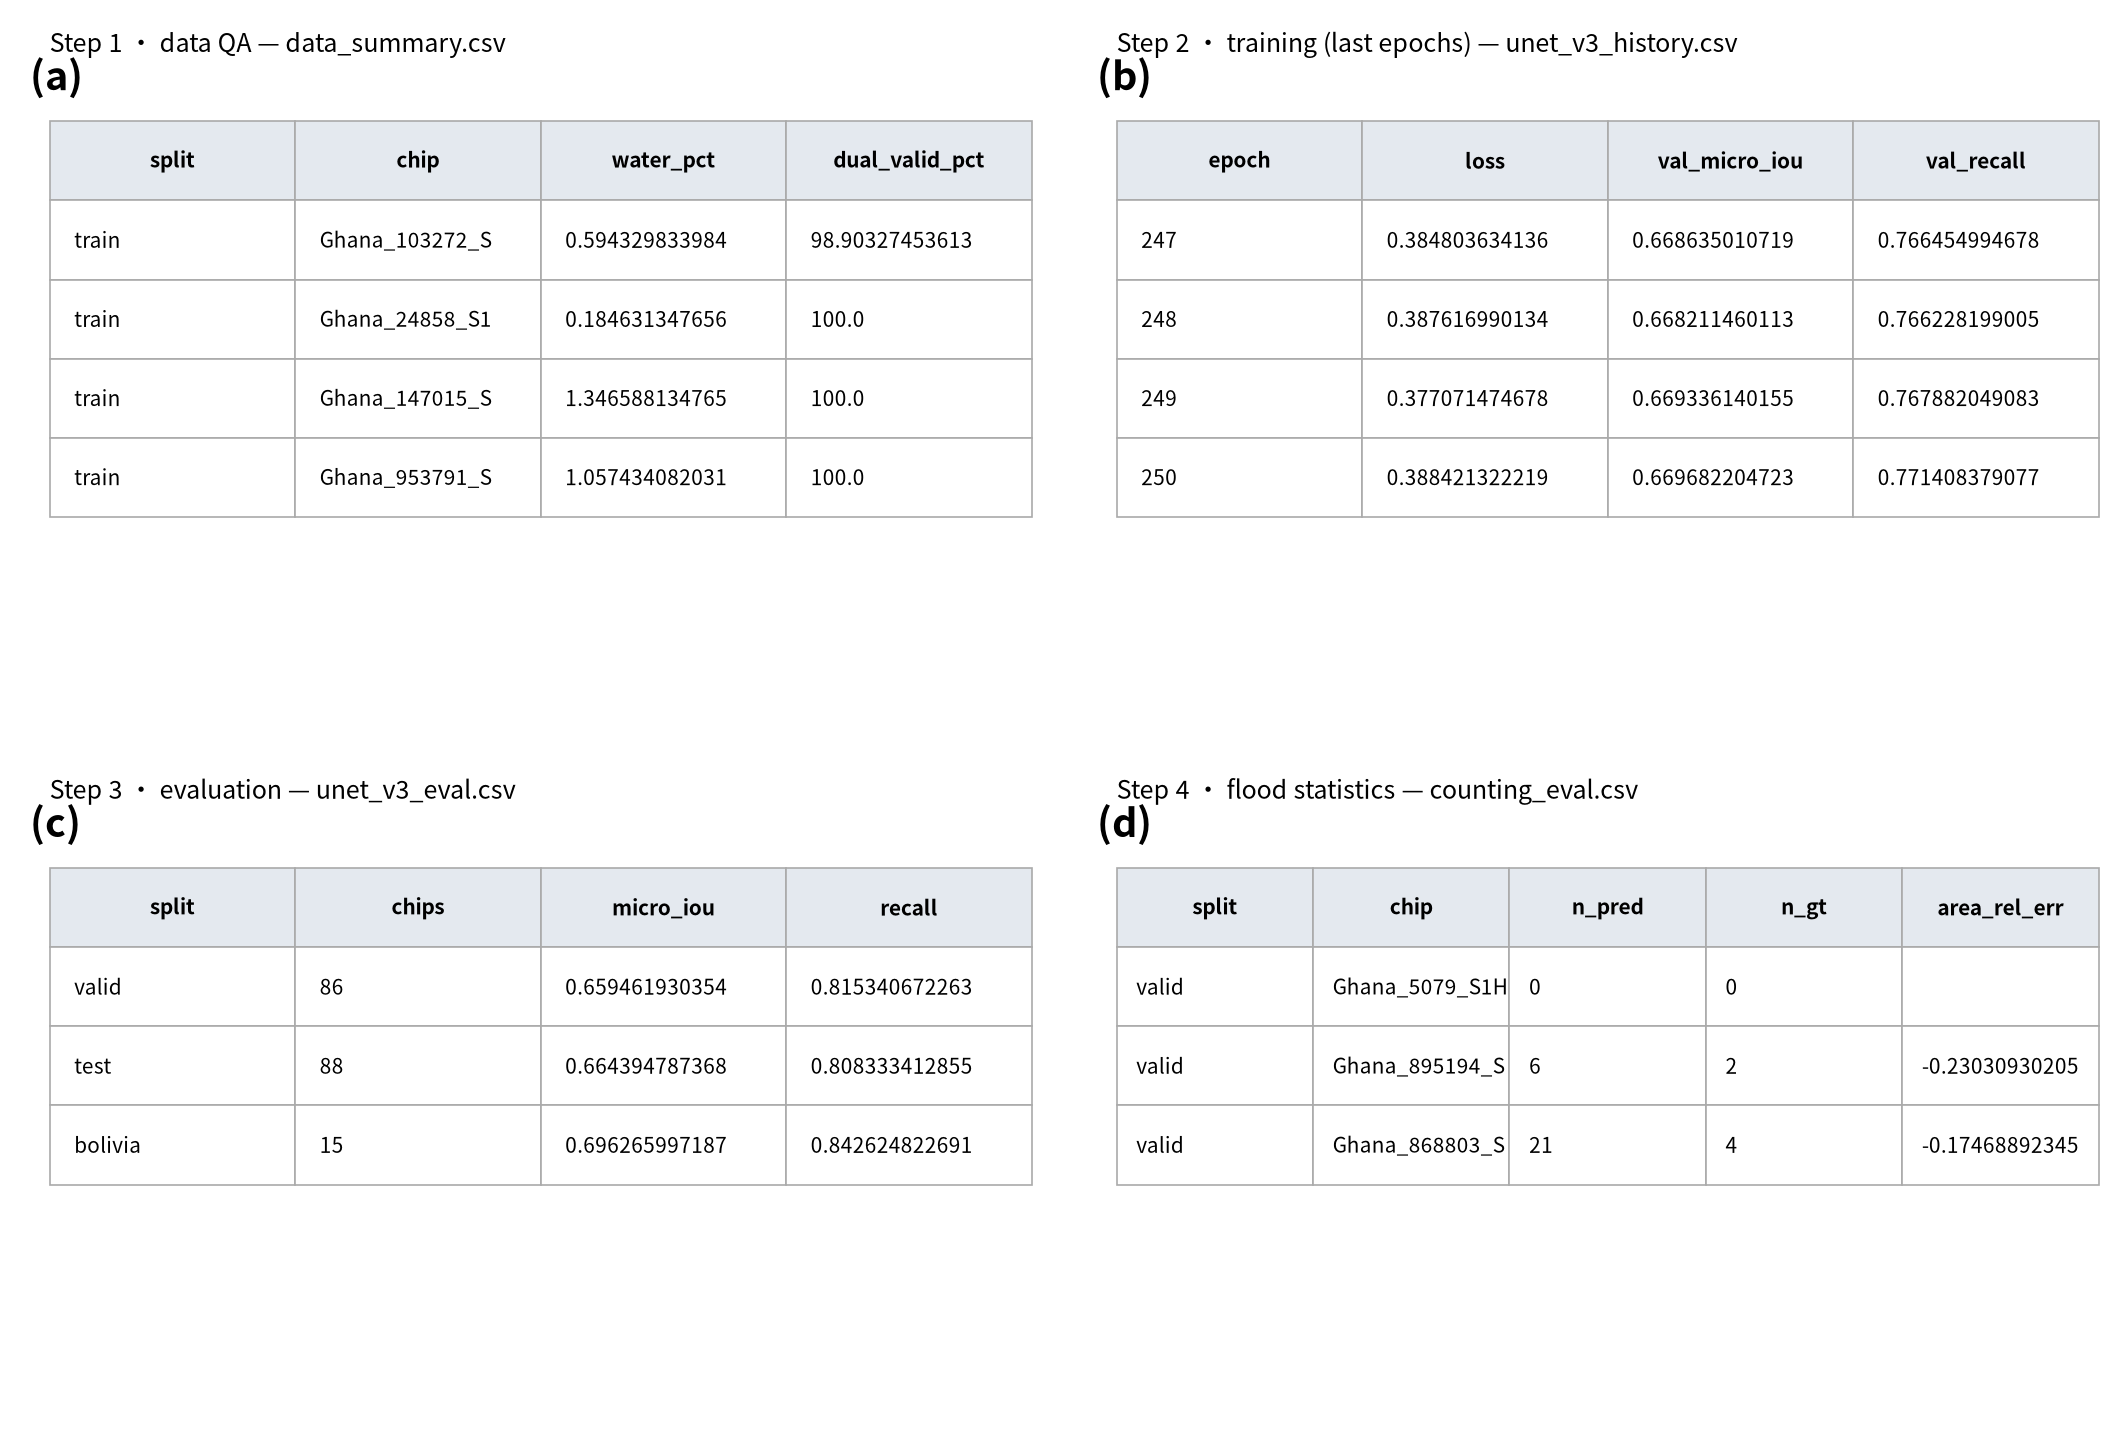 Step 1 • data QA — data_summary.csv
(a)
split chip water_pct dual_valid_pct
train Ghana_103272_S 0.594329833984 98.90327453613
train Ghana_24858_S1 0.184631347656 100.0
train Ghana_147015_S 1.346588134765 100.0
train Ghana_953791_S 1.057434082031 100.0
Step 2 • training (last epochs) — unet_v3_history.csv
(b)
epoch loss val_micro_iou val_recall
247 0.384803634136 0.668635010719 0.766454994678
248 0.387616990134 0.668211460113 0.766228199005
249 0.377071474678 0.669336140155 0.767882049083
250 0.388421322219 0.669682204723 0.771408379077
Step 3 • evaluation — unet_v3_eval.csv
(c)
split chips micro_iou recall
valid 86 0.659461930354 0.815340672263
test 88 0.664394787368 0.808333412855
bolivia 15 0.696265997187 0.842624822691
Step 4 • flood statistics — counting_eval.csv
(d)
split chip n_pred n_gt area_rel_err
valid Ghana_5079_S1H 0 0
valid Ghana_895194_S 6 2 -0.23030930205
valid Ghana_868803_S 21 4 -0.17468892345